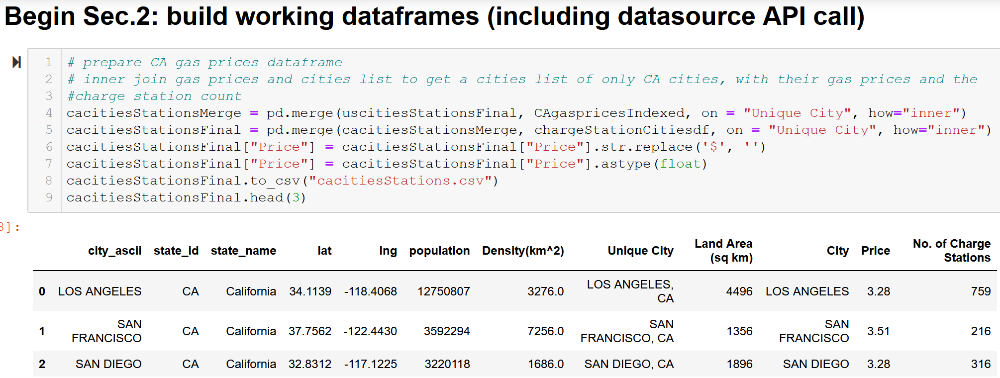 Begin Sec.2: build working dataframes (including datasource API call)
1 # prepare CA gas prices dataframe
2 # inner join gas prices and cities list to get a cities list of only CA cities, with their gas prices and the
3 #charge station count
4 cacitiesStationsMerge = pd.merge(uscitiesStationsFinal, CAgaspricesIndexed, on = "Unique City", how="inner")
5 cacitiesStationsFinal = pd.merge(cacitiesStationsMerge, chargeStationCitiesdf, on = "Unique City", how="inner")
6 cacitiesStationsFinal["Price"] = cacitiesStationsFinal["Price"].str.replace('$', '')
7 cacitiesStationsFinal["Price"] = cacitiesStationsFinal["Price"].astype(float)
8 cacitiesStationsFinal.to_csv("cacitiesStations.csv")
9 cacitiesStationsFinal.head(3)
]:
city_ascii state_id state_name lat lng population Density(km^2) Unique City Land Area (sq km) City Price No. of Charge Stations
0 LOS ANGELES CA California 34.1139 -118.4068 12750807 3276.0 LOS ANGELES, CA 4496 LOS ANGELES 3.28 759
1 SAN FRANCISCO CA California 37.7562 -122.4430 3592294 7256.0 SAN FRANCISCO, CA 1356 SAN FRANCISCO 3.51 216
2 SAN DIEGO CA California 32.8312 -117.1225 3220118 1686.0 SAN DIEGO, CA 1896 SAN DIEGO 3.28 316